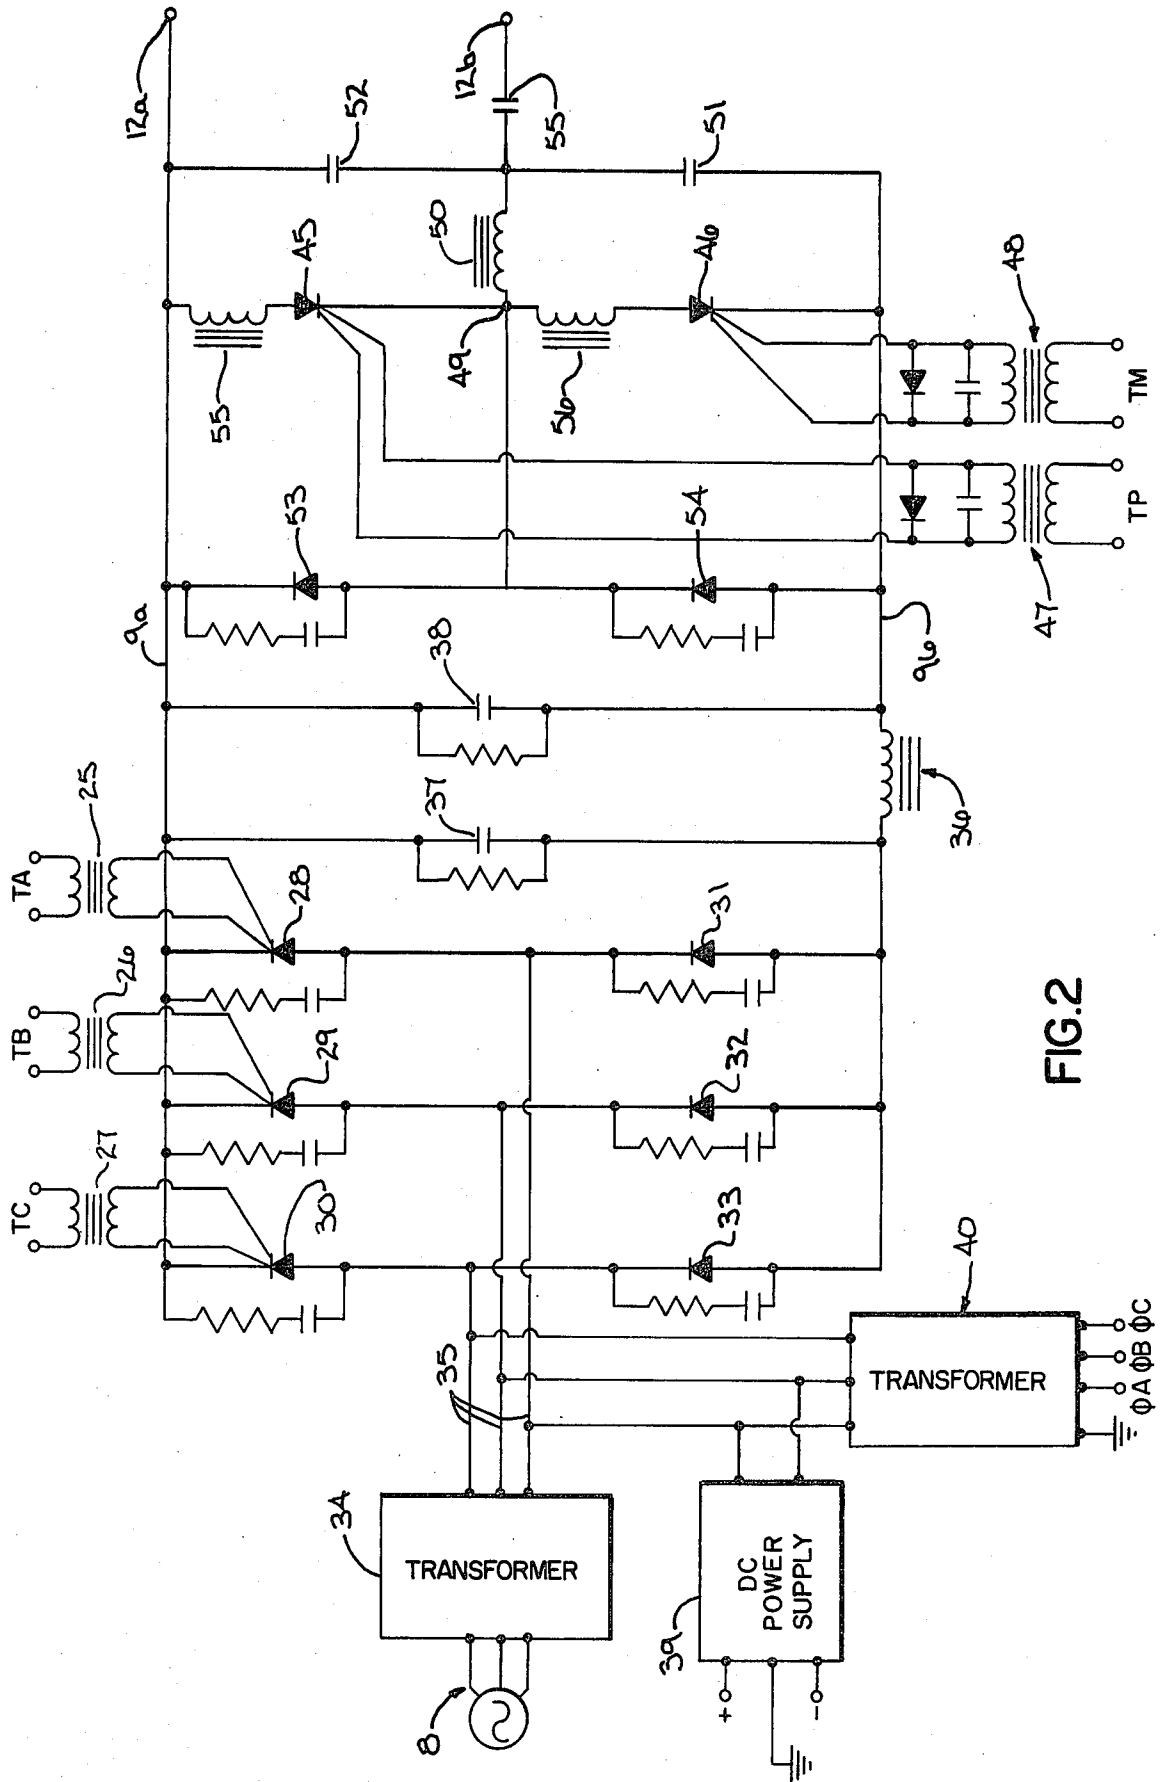 12a
52
12b
55
51
50
45
46
48
49
55
56
TM
TP
47
53
54
9a
9b
38
37
36
TA
25
28
31
TB
26
29
32
TC
27
30
33
35
40
TRANSFORMER
ΦA ΦB ΦC
34
TRANSFORMER
39
DC
POWER
SUPPLY
+
-
8
FIG.2